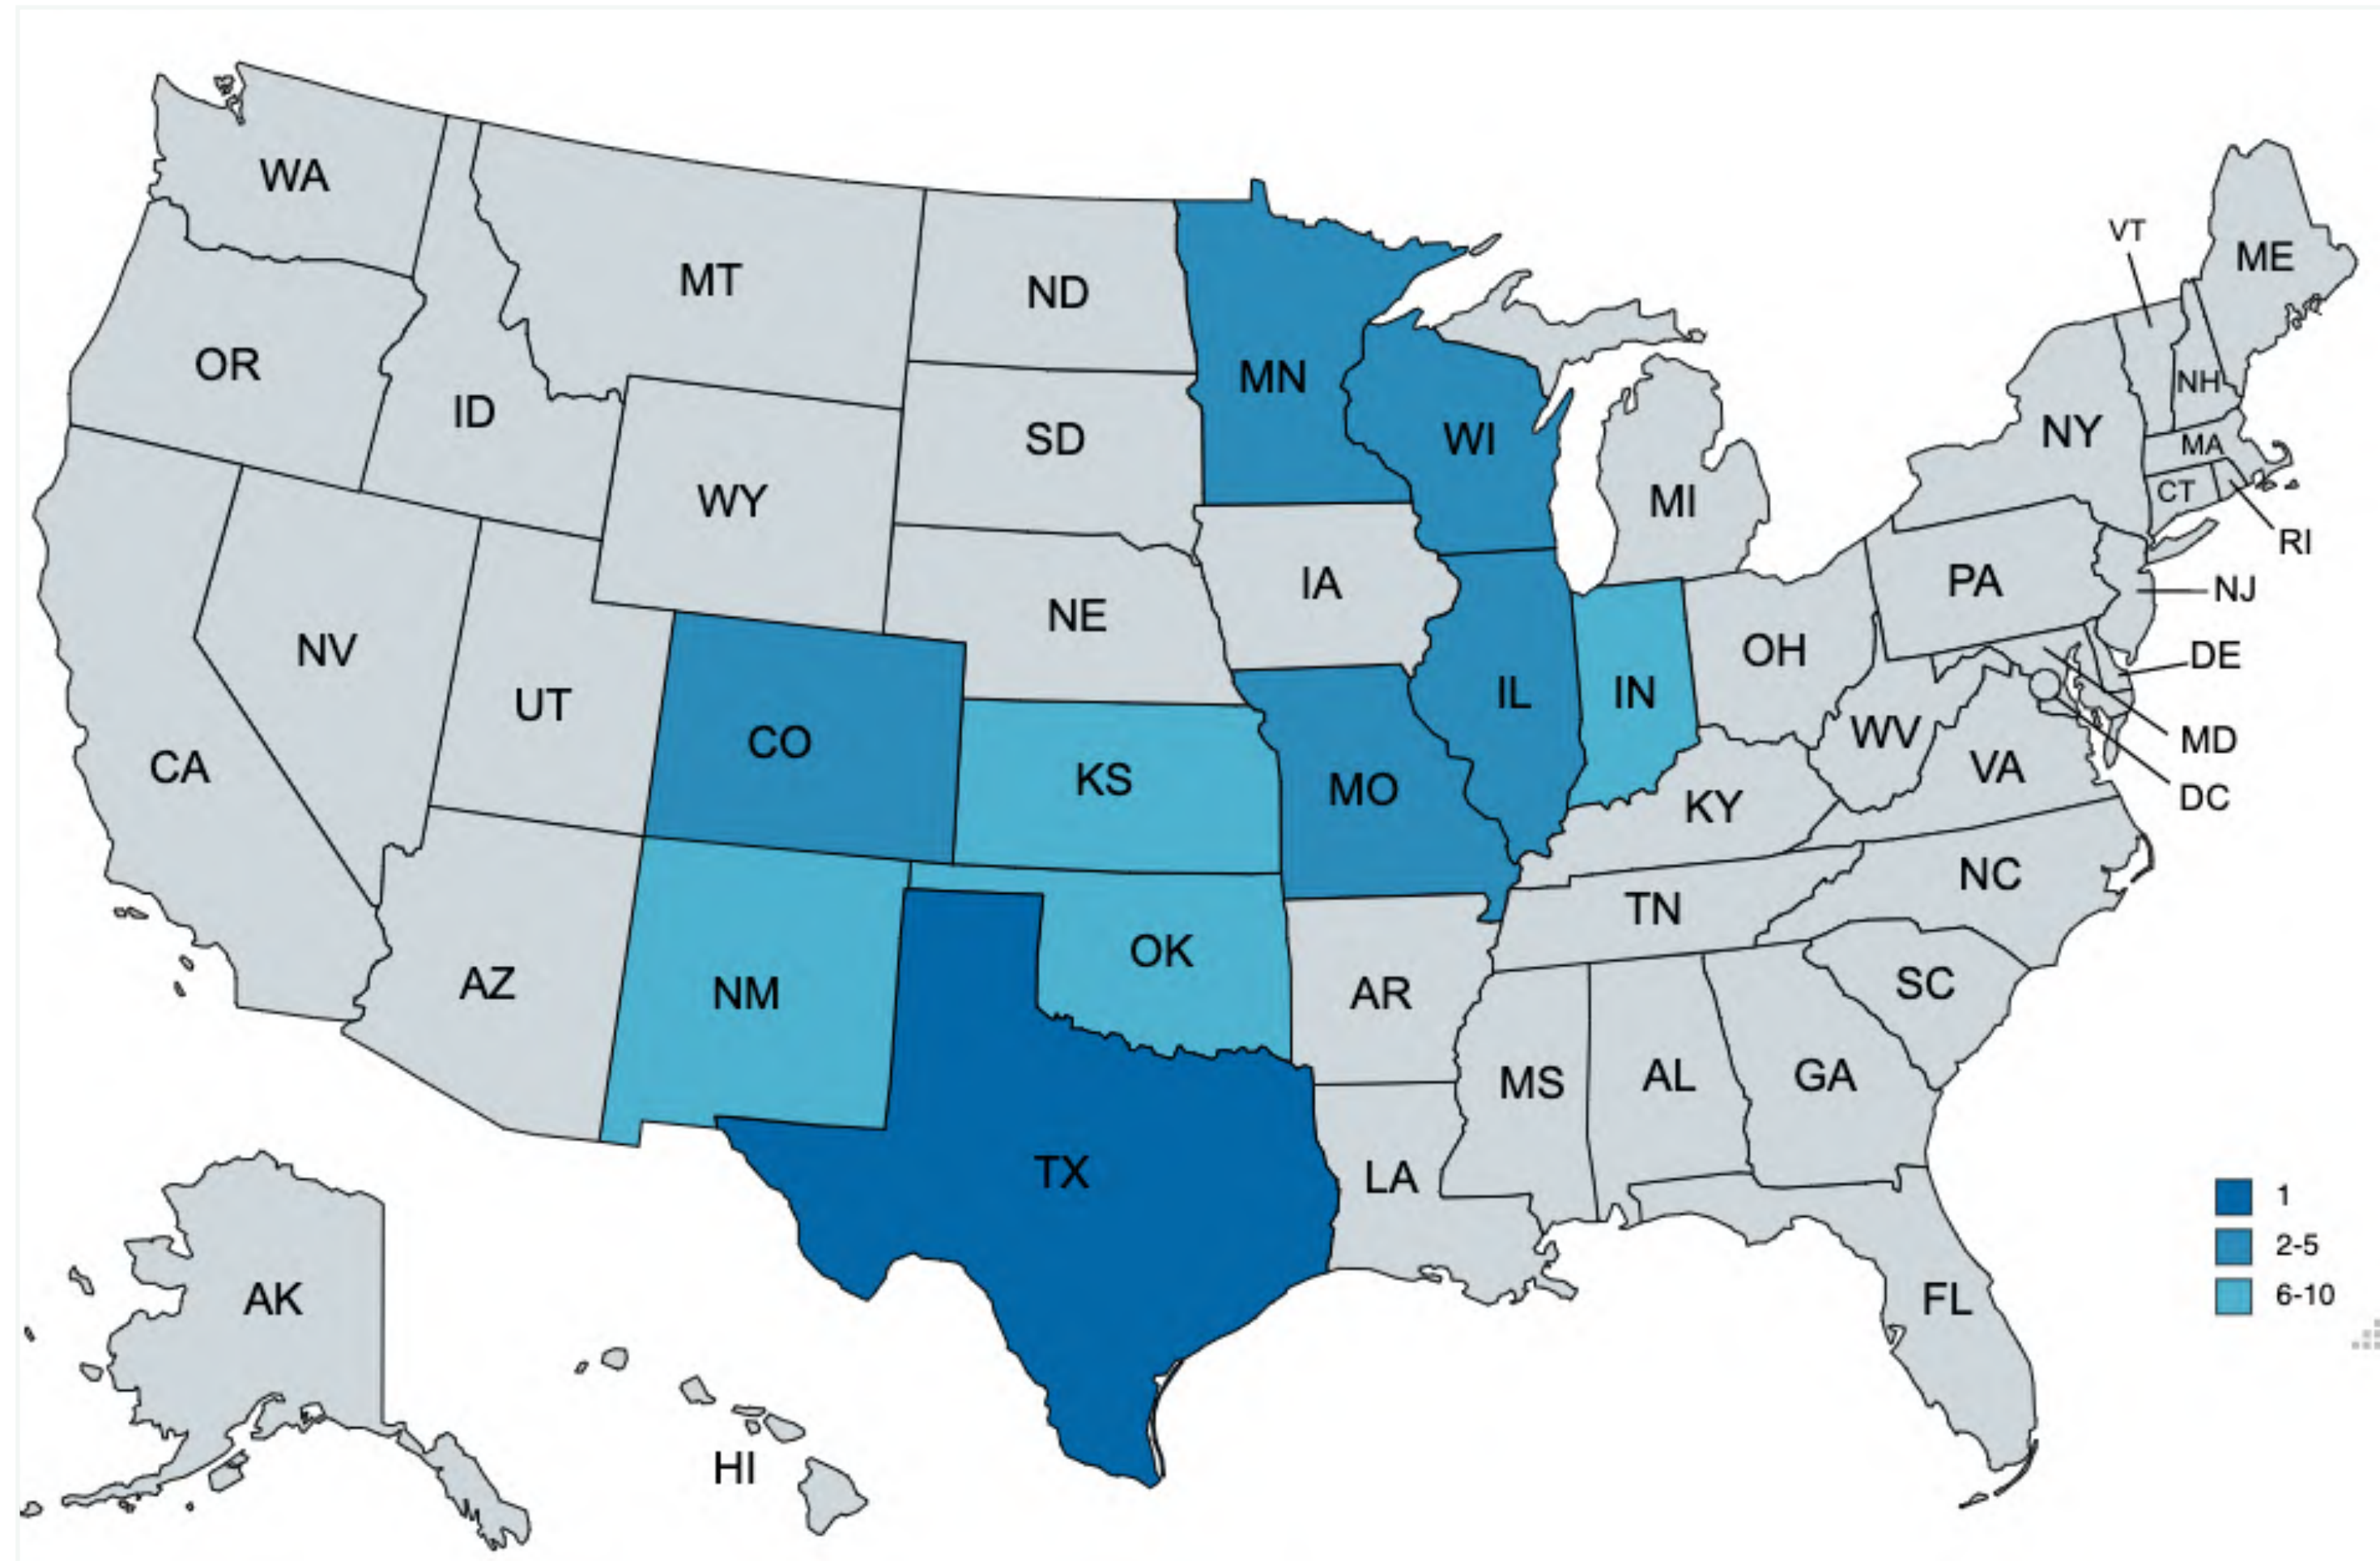 WA
MT
ND
MN
VT
ME
OR
ID
SD
WI
NH
NY
MA
WY
MI
CT
RI
IA
PA
NJ
NE
OH
NV
DE
UT
IL
IN
CO
WV
MD
CA
KS
MO
VA
DC
KY
NC
TN
OK
AZ
NM
AR
SC
MS
AL
GA
TX
LA
1
2-5
6-10
AK
FL
HI